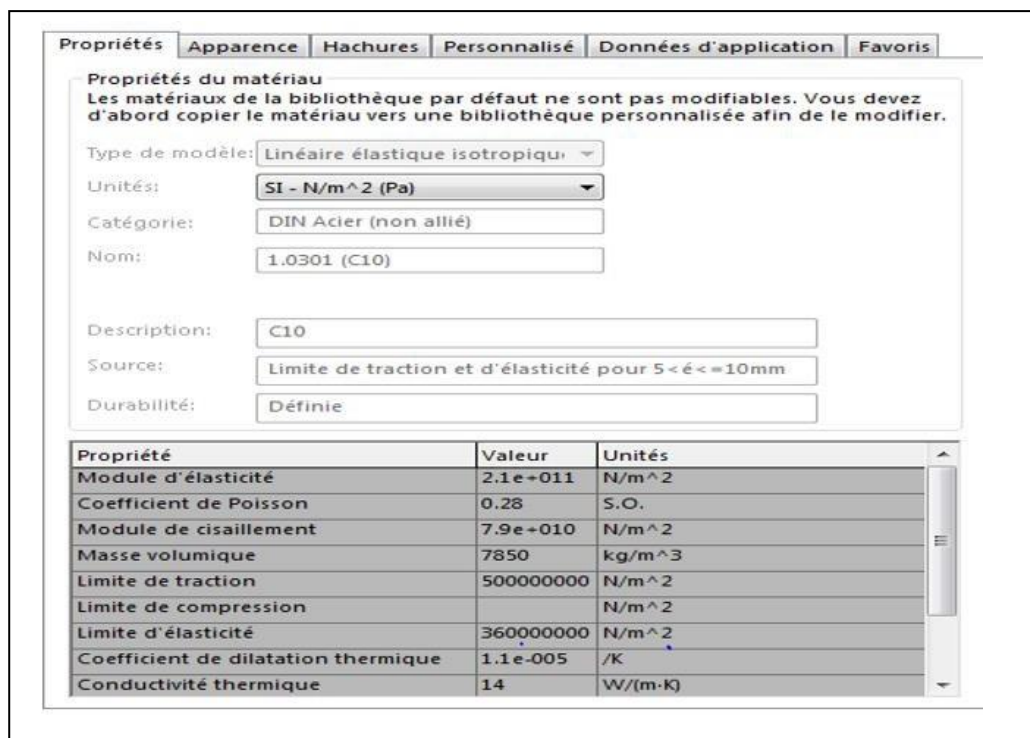 Propriétés Apparence Hachures Personnalisé Données d'application Favoris
Propriétés du matériau
Les matériaux de la bibliothèque par défaut ne sont pas modifiables. Vous devez
d'abord copier le matériau vers une bibliothèque personnalisée afin de le modifier.
Type de modèle: Linéaire élastique isotropiqu
Unités: SI - N/m^2 (Pa)
Catégorie: DIN Acier (non allié)
Nom: 1.0301 (C10)
Description: C10
Source: Limite de traction et d'élasticité pour 5<é<=10mm
Durabilité: Définie
Propriété Valeur Unités
Module d'élasticité 2.1e+011 N/m^2
Coefficient de Poisson 0.28 S.O.
Module de cisaillement 7.9e+010 N/m^2
Masse volumique 7850 kg/m^3
Limite de traction 500000000 N/m^2
Limite de compression N/m^2
Limite d'élasticité 360000000 N/m^2
Coefficient de dilatation thermique 1.1e-005 /K
Conductivité thermique 14 W/(m·K)